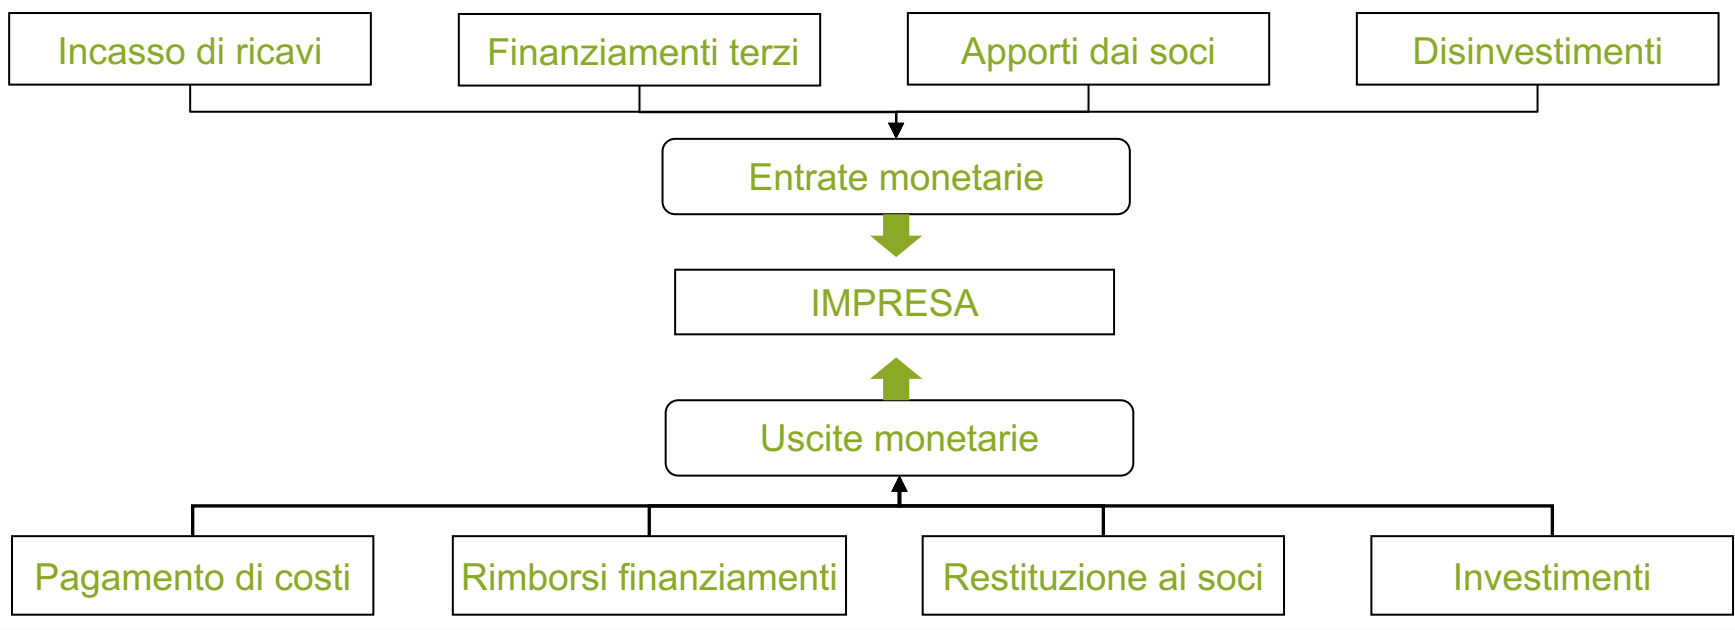 Incasso di ricavi
Finanziamenti terzi
Apporti dai soci
Disinvestimenti
Entrate monetarie
IMPRESA
Uscite monetarie
Pagamento di costi
Rimborsi finanziamenti
Restituzione ai soci
Investimenti